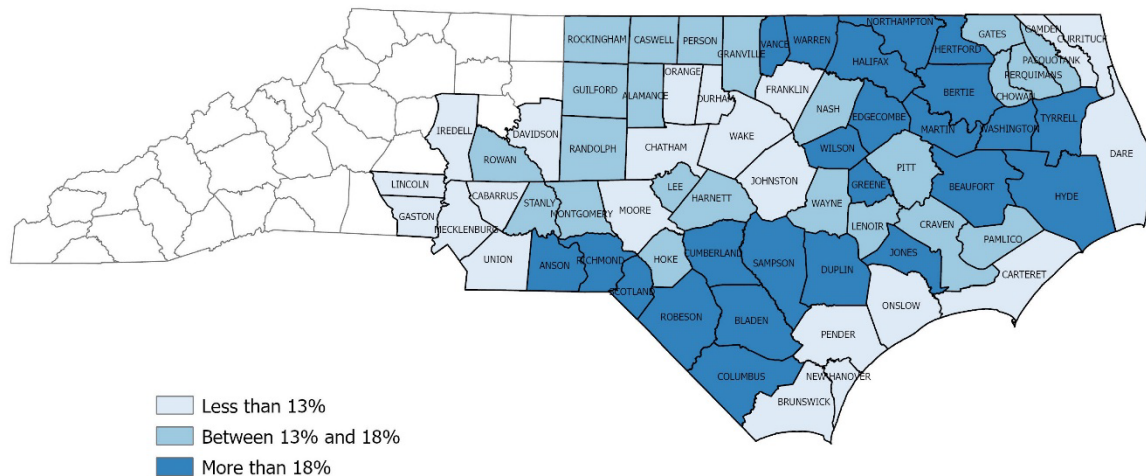 NORTHAMPTON
CAMDEN
CURRITUCK
ROCKINGHAM
CASWELL
PERSON
GRANVILLE
VANCE
WARREN
HERTFORD
GATES
PASQUOTANK
HALIFAX
ORANGE
PERQUIMANS
GUILFORD
ALAMANCE
DURHAM
FRANKLIN
BERTIE
CHOWAN
NASH
IREDELL
DAVIDSON
EDGECOMBE
MARTIN
WASHINGTON
TYRRELL
WAKE
RANDOLPH
CHATHAM
WILSON
DARE
ROWAN
PITT
LINCOLN
CABARRUS
JOHNSTON
LEE
GREENE
BEAUFORT
HYDE
STANLY
HARNETT
MONTGOMERY
MOORE
WAYNE
GASTON
MECKLENBURG
LENOIR
CRAVEN
PAMLICO
UNION
ANSON
RICHMOND
HOKE
CUMBERLAND
SAMPSON
DUPLIN
JONES
CARTERET
SCOTLAND
ONSLOW
ROBESON
BLADEN
PENDER
COLUMBUS
NEW HANOVER
BRUNSWICK
Less than 13%
Between 13% and 18%
More than 18%